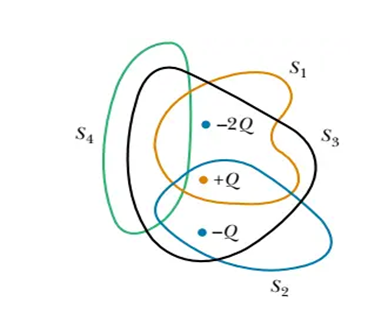 S₁
–2Q
S₄
S₃
+Q
–Q
S₂